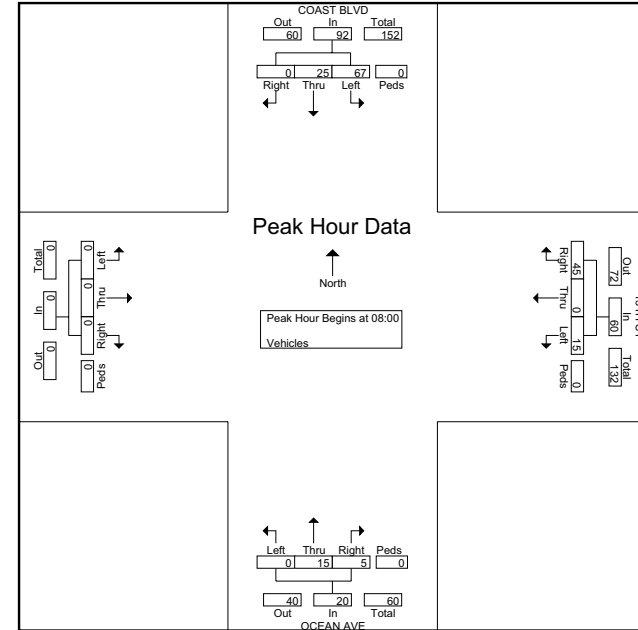 COAST BLVD
Out In Total
60 92 152
0 25 67 0
Right Thru Left Peds
Peak Hour Data
North
Peak Hour Begins at 08:00
Vehicles
Total 0
In 0
Out 0
Left 0
Thru 0
Right 0
Peds 0
Right 45
Thru 0
Left 15
Peds 0
Out 72
In 60
Total 132
Left Thru Right Peds
0 15 5 0
40 20 60
Out In Total
OCEAN AVE